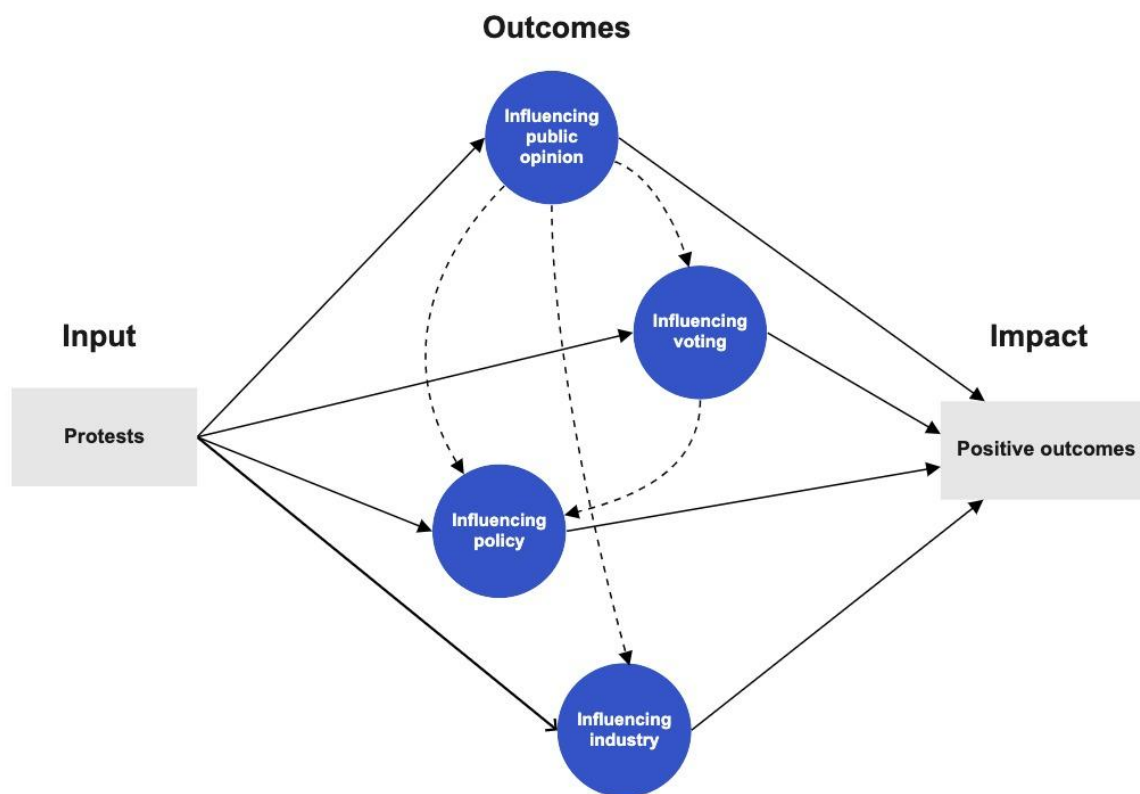 Outcomes
Influencing
public
opinion
Influencing
voting
Input
Impact
Protests
Positive outcomes
Influencing
policy
Influencing
industry